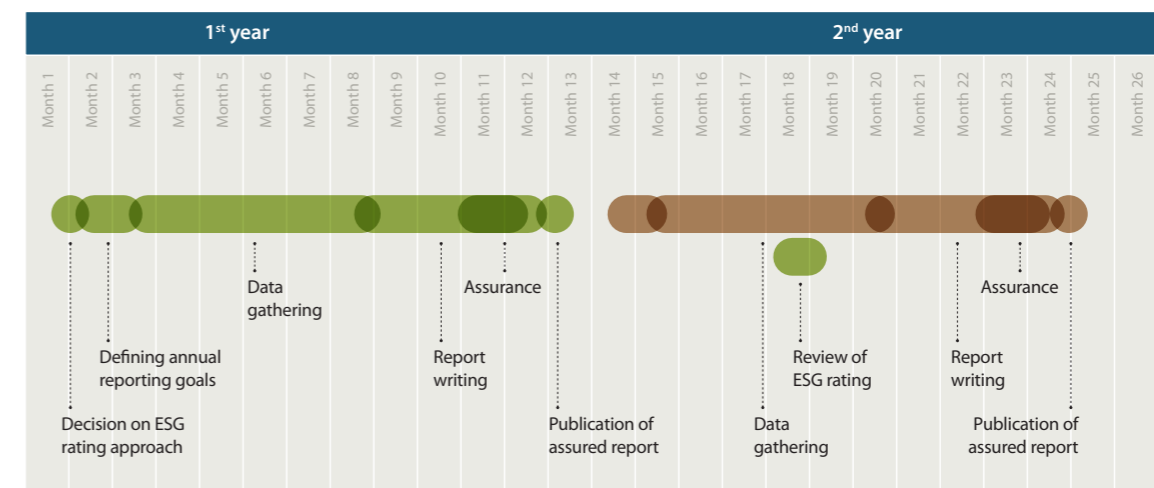 1st year
2nd year
Month 1
Month 2
Month 3
Month 4
Month 5
Month 6
Month 7
Month 8
Month 9
Month 10
Month 11
Month 12
Month 13
Month 14
Month 15
Month 16
Month 17
Month 18
Month 19
Month 20
Month 21
Month 22
Month 23
Month 24
Month 25
Month 26
Data
gathering
Assurance
Assurance
Defining annual
reporting goals
Report
writing
Review of
ESG rating
Report
writing
Decision on ESG
rating approach
Publication of
assured report
Data
gathering
Publication of
assured report